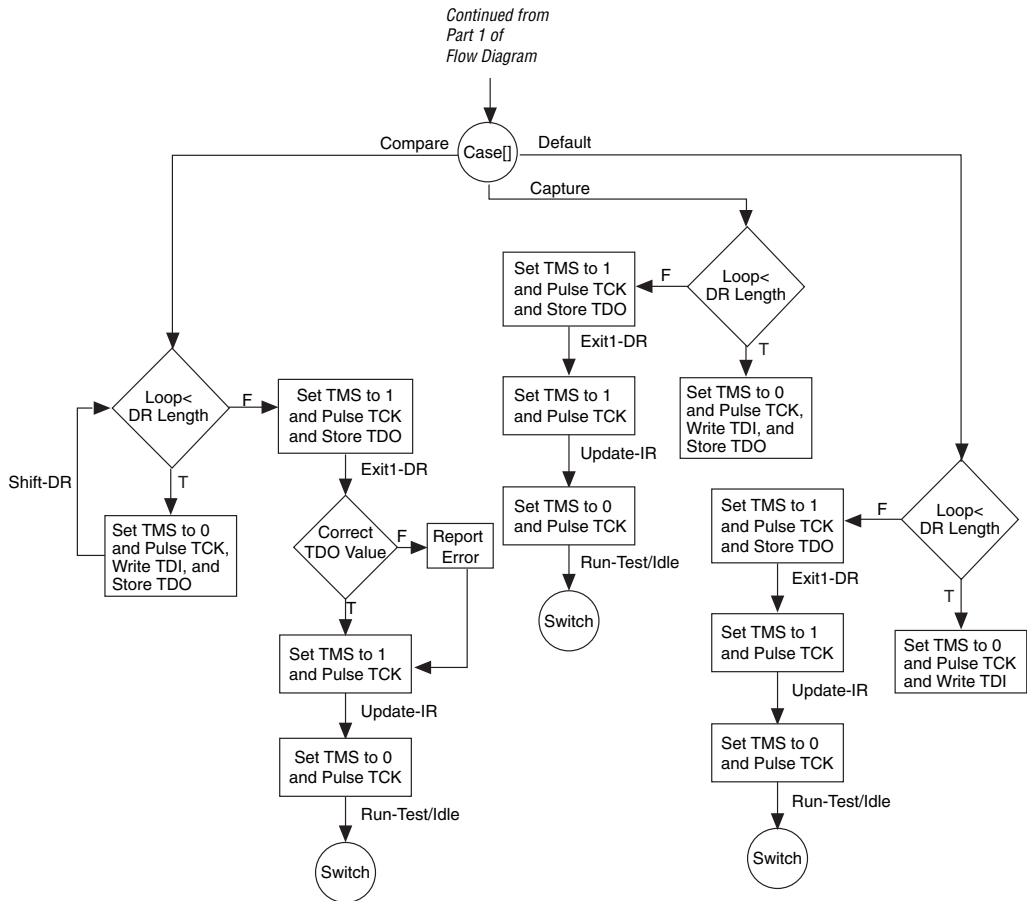 Continued from
Part 1 of
Flow Diagram
Compare
Case[]
Default
Capture
Set TMS to 1
and Pulse TCK
and Store TDO
F
Loop<
DR Length
Exit1-DR
T
Set TMS to 1
and Pulse TCK
Set TMS to 0
and Pulse TCK,
Write TDI, and
Store TDO
Update-IR
Set TMS to 0
and Pulse TCK
Run-Test/Idle
Switch
Loop<
DR Length
F
Set TMS to 1
and Pulse TCK
and Store TDO
Shift-DR
T
Exit1-DR
Set TMS to 0
and Pulse TCK,
Write TDI, and
Store TDO
Correct
TDO Value
F
Report
Error
T
Set TMS to 1
and Pulse TCK
Update-IR
Set TMS to 0
and Pulse TCK
Run-Test/Idle
Switch
Loop<
DR Length
F
Set TMS to 1
and Pulse TCK
and Store TDO
Exit1-DR
T
Set TMS to 1
and Pulse TCK
Set TMS to 0
and Pulse TCK
and Write TDI
Update-IR
Set TMS to 0
and Pulse TCK
Run-Test/Idle
Switch